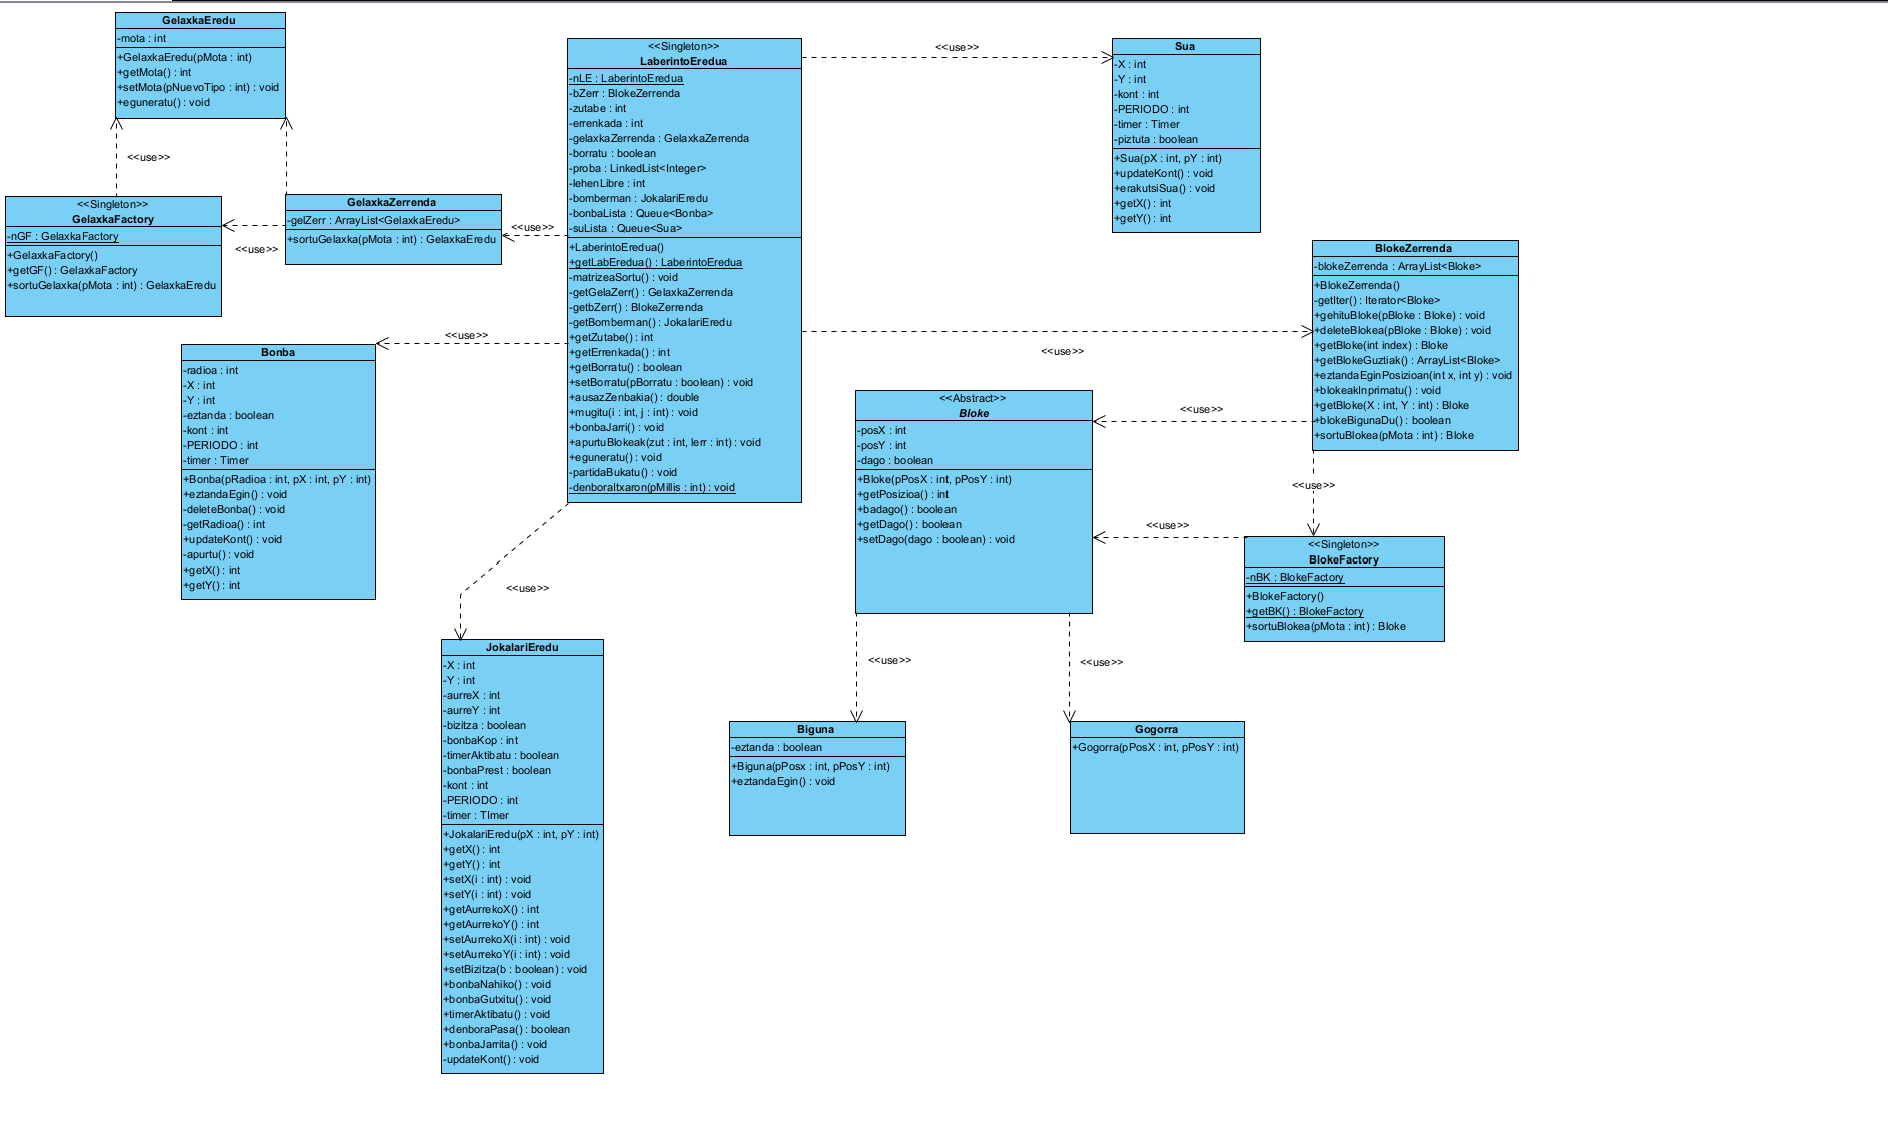 GelaxkaEredu
-mota : int
+GelaxkaEredu(pMota : int)
+getMota() : int
+setMota(pNuevoTipo : int) : void
+eguneratu() : void
<<use>>
<<Singleton>>
GelaxkaFactory
-nGF : GelaxkaFactory
+GelaxkaFactory()
+getGF() : GelaxkaFactory
+sortuGelaxka(pMota : int) : GelaxkaEredu
<<use>>
GelaxkaZerrenda
-gelZerr : ArrayList<GelaxkaEredu>
+sortuGelaxka(pMota : int) : GelaxkaEredu
<<use>>
<<Singleton>>
LaberintoEredua
-nLE : LaberintoEredua
-bZerr : BlokeZerrenda
-zutabe : int
-errenkada : int
-gelaxkaZerrenda : GelaxkaZerrenda
-borratu : boolean
-proba : LinkedList<Integer>
-lehenLibre : int
-bomberman : JokalariEredu
-bonbaLista : Queue<Bonba>
-suLista : Queue<Sua>
+LaberintoEredua()
+getLabEredua() : LaberintoEredua
-matrizeaSortu() : void
-getGelaZerr() : GelaxkaZerrenda
-getbZerr() : BlokeZerrenda
-getBomberman() : JokalariEredu
+getZutabe() : int
+getErrenkada() : int
+getBorratu() : boolean
+setBorratu(pBorratu : boolean) : void
+ausazZenbakia() : double
+mugitu(i : int, j : int) : void
+bonbaJarri() : void
+apurtuBlokeak(zut : int, lerr : int) : void
+eguneratu() : void
-partidaBukatu() : void
-denboraItxaron(pMillis : int) : void
<<use>>
Sua
-X : int
-Y : int
-kont : int
-PERIODO : int
-timer : Timer
-piztuta : boolean
+Sua(pX : int, pY : int)
+updateKont() : void
+erakutsiSua() : void
+getX() : int
+getY() : int
<<use>>
BlokeZerrenda
-blokeZerrenda : ArrayList<Bloke>
+BlokeZerrenda()
-getIter() : Iterator<Bloke>
+gehituBloke(pBloke : Bloke) : void
+deleteBlokea(pBloke : Bloke) : void
+getBloke(int index) : Bloke
+getBlokeGuztiak() : ArrayList<Bloke>
+eztandaEginPosizioan(int x, int y) : void
+blokeakInprimatu() : void
+getBloke(X : int, Y : int) : Bloke
+blokeBigunaDu() : boolean
+sortuBlokea(pMota : int) : Bloke
<<use>>
Bonba
-radioa : int
-X : int
-Y : int
-eztanda : boolean
-kont : int
-PERIODO : int
-timer : Timer
+Bonba(pRadioa : int, pX : int, pY : int)
+eztandaEgin() : void
-deleteBonba() : void
-getRadioa() : int
+updateKont() : void
-apurtu() : void
+getX() : int
+getY() : int
<<Abstract>>
Bloke
-posX : int
-posY : int
-dago : boolean
+Bloke(pPosX : int, pPosY : int)
+getPosizioa() : int
+badago() : boolean
+getDago() : boolean
+setDago(dago : boolean) : void
<<use>>
<<use>>
<<use>>
<<Singleton>>
BlokeFactory
-nBK : BlokeFactory
+BlokeFactory()
+getBK() : BlokeFactory
+sortuBlokea(pMota : int) : Bloke
<<use>>
JokalariEredu
-X : int
-Y : int
-aurreX : int
-aurreY : int
-bizitza : boolean
-bonbaKop : int
-timerAktibatu : boolean
-bonbaPrest : boolean
-kont : int
-PERIODO : int
-timer : TImer
+JokalariEredu(pX : int, pY : int)
+getX() : int
+getY() : int
+setX(i : int) : void
+setY(i : int) : void
+getAurrekoX() : int
+getAurrekoY() : int
+setAurrekoX(i : int) : void
+setAurrekoY(i : int) : void
+setBizitza(b : boolean) : void
+bonbaNahiko() : void
+bonbaGutxitu() : void
+timerAktibatu() : void
+denboraPasa() : boolean
+bonbaJarrita() : void
-updateKont() : void
<<use>>
<<use>>
Biguna
-eztanda : boolean
+Biguna(pPosx : int, pPosY : int)
+eztandaEgin() : void
Gogorra
+Gogorra(pPosX : int, pPosY : int)